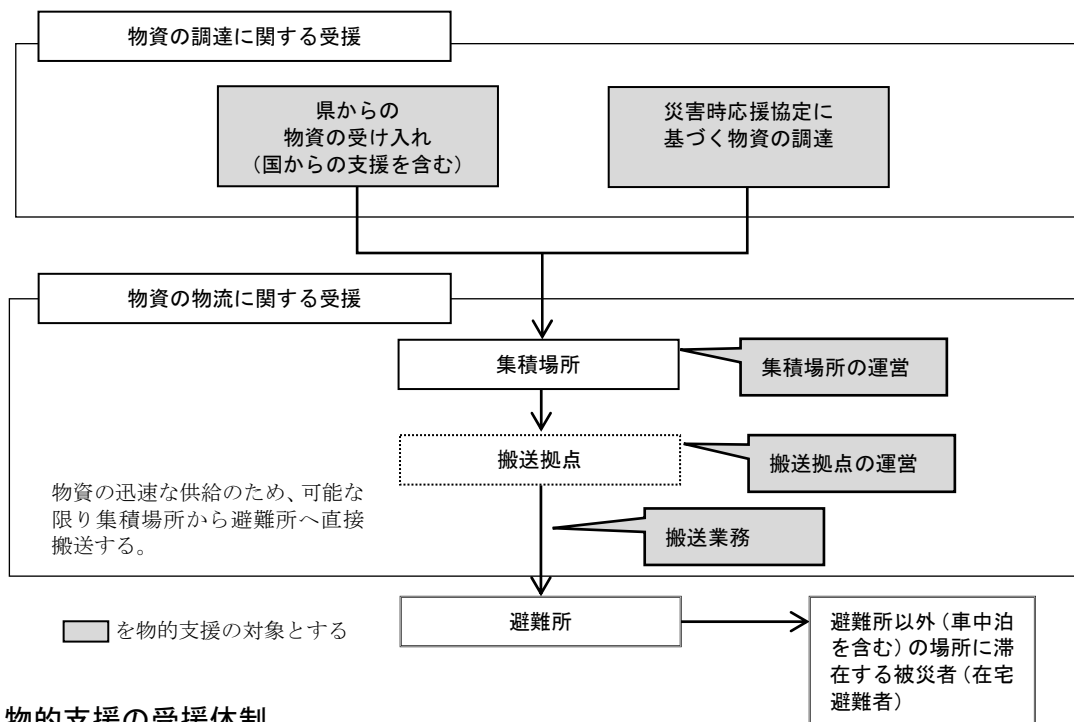 物資の調達に関する受援
県からの
物資の受け入れ
（国からの支援を含む）
災害時応援協定に
基づく物資の調達
物資の物流に関する受援
集積場所
集積場所の運営
搬送拠点
搬送拠点の運営
物資の迅速な供給のため、可能な
限り集積場所から避難所へ直接
搬送する。
搬送業務
避難所
を物的支援の対象とする
避難所以外（車中泊
を含む）の場所に滞
在する被災者（在宅
避難者）
物的支援の受援体制